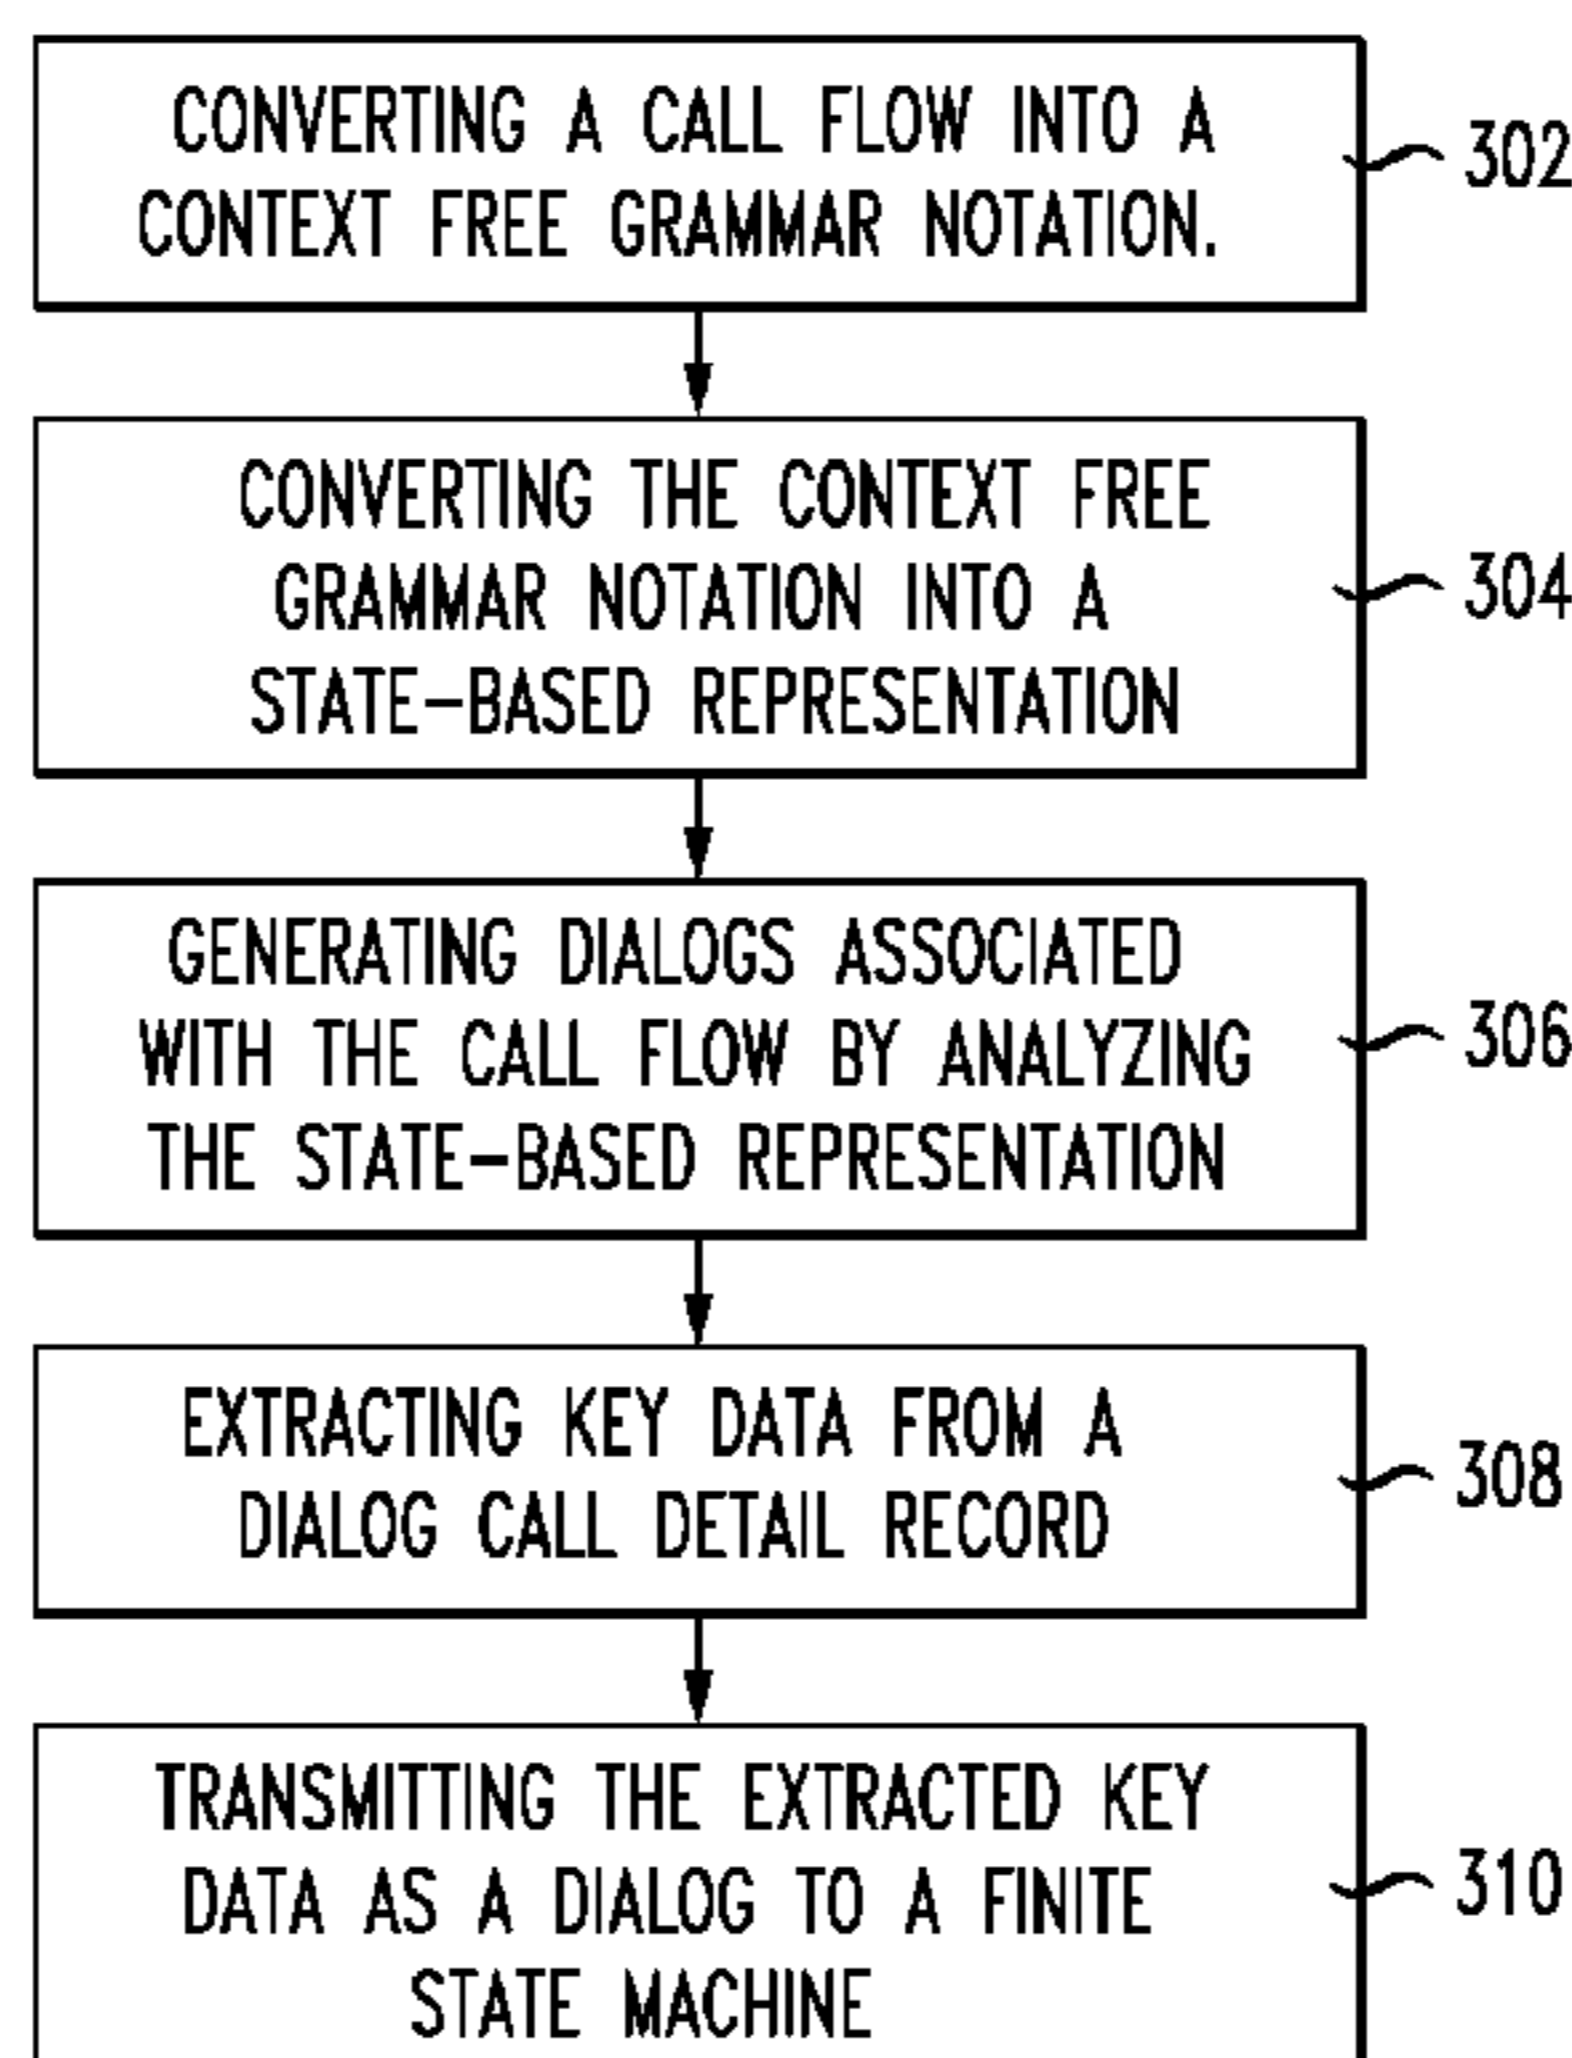 CONVERTING A CALL FLOW INTO A
CONTEXT FREE GRAMMAR NOTATION.
302
CONVERTING THE CONTEXT FREE
GRAMMAR NOTATION INTO A
STATE-BASED REPRESENTATION
304
GENERATING DIALOGS ASSOCIATED
WITH THE CALL FLOW BY ANALYZING
THE STATE-BASED REPRESENTATION
306
EXTRACTING KEY DATA FROM A
DIALOG CALL DETAIL RECORD
308
TRANSMITTING THE EXTRACTED KEY
DATA AS A DIALOG TO A FINITE
STATE MACHINE
310